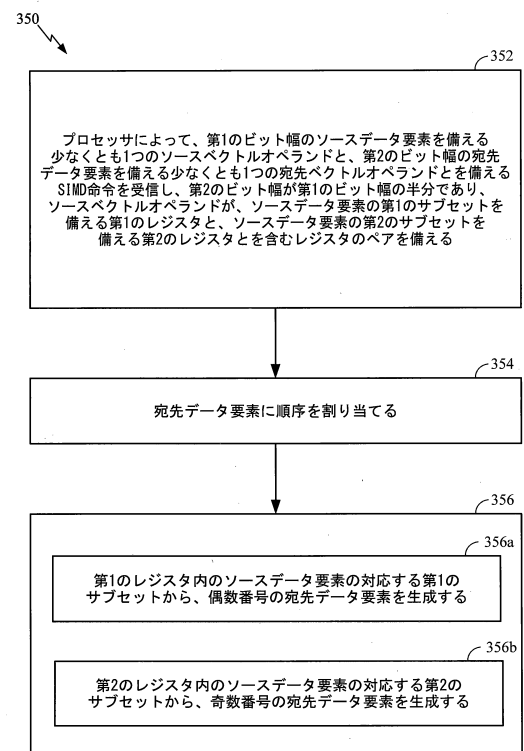 350
352
プロセッサによって、第1のビット幅のソースデータ要素を備える
少なくとも1つのソースベクトルオペランドと、第2のビット幅の宛先
データ要素を備える少なくとも1つの宛先ベクトルオペランドとを備える
SIMD命令を受信し、第2のビット幅が第1のビット幅の半分であり、
ソースベクトルオペランドが、ソースデータ要素の第1のサブセットを
備える第1のレジスタと、ソースデータ要素の第2のサブセットを
備える第2のレジスタとを含むレジスタのペアを備える
354
宛先データ要素に順序を割り当てる
356
356a
第1のレジスタ内のソースデータ要素の対応する第1の
サブセットから、偶数番号の宛先データ要素を生成する
356b
第2のレジスタ内のソースデータ要素の対応する第2の
サブセットから、奇数番号の宛先データ要素を生成する